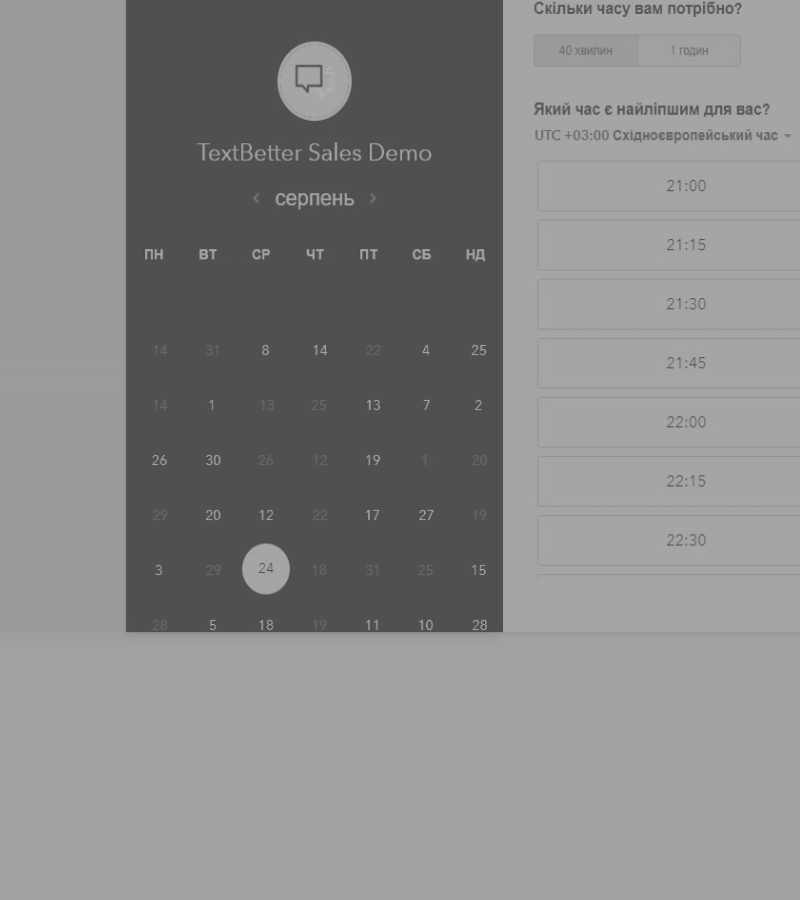 TextBetter Sales Demo
серпень
ПН ВТ СР ЧТ ПТ СБ НД
14 31 8 14 22 4 25
14 1 13 25 13 7 2
26 30 26 12 19 1 20
29 20 12 22 17 27 19
3 29 24 18 31 25 15
28 5 18 19 11 10 28
Скільки часу вам потрібно?
40 хвилин 1 годин
Який час є найліпшим для вас?
UTC +03:00 Східноєвропейський час
21:00
21:15
21:30
21:45
22:00
22:15
22:30